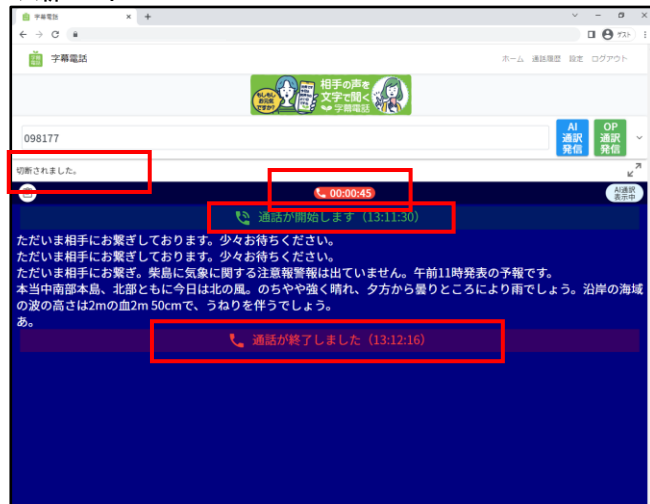 字幕電話
テスト
字幕電話
ホーム 通話履歴 設定 ログアウト
もしもし お元気ですか？
相手の声を
文字で聞く
字幕電話
098177
AI
通訳
発信
OP
通訳
発信
切断されました。
00:00:45
AI通訳
表示中
通話が開始します（13:11:30）
ただいま相手にお繋ぎしております。少々お待ちください。
ただいま相手にお繋ぎしております。少々お待ちください。
ただいま相手にお繋ぎ。柴島に気象に関する注意報警報は出ていません。午前11時発表の予報です。
本当中南部本島、北部ともに今日は北の風。のちやや強く晴れ、夕方から曇りところにより雨でしょう。沿岸の海域
の波の高さは2mの血2m 50cmで、うねりを伴うでしょう。
あ。
通話が終了しました（13:12:16）